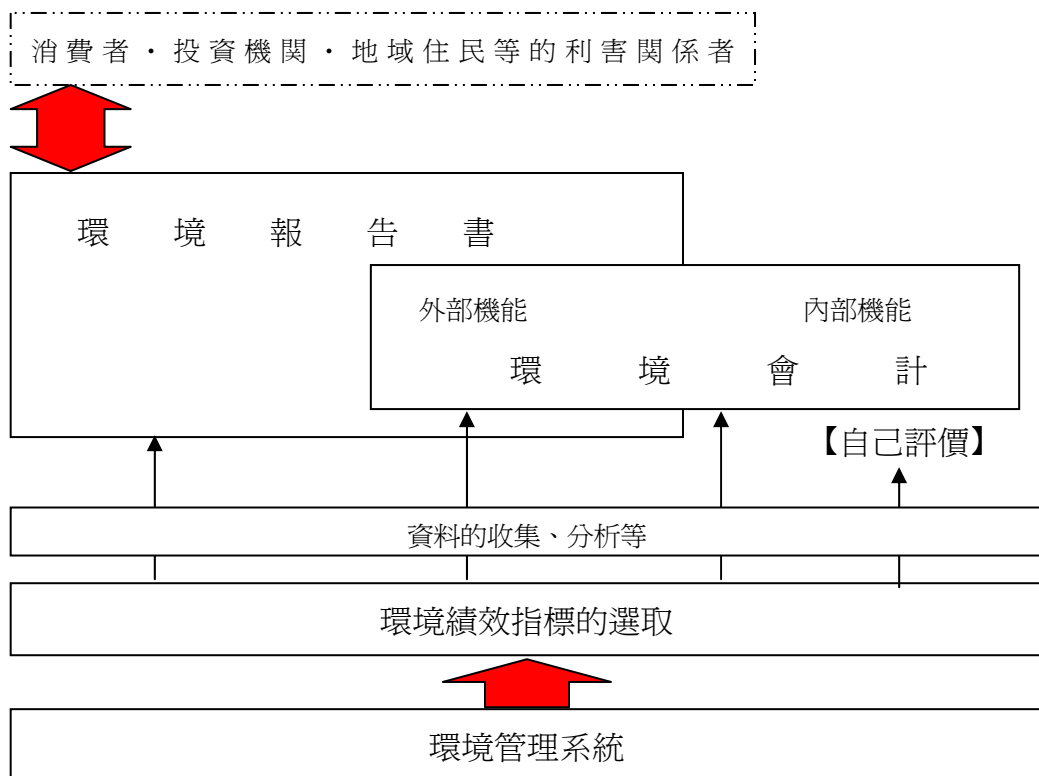 消費者・投資機関・地域住民等的利害関係者
環境報告書
外部機能 內部機能
環境會計
【自己評價】
資料的收集、分析等
環境績效指標的選取
環境管理系統